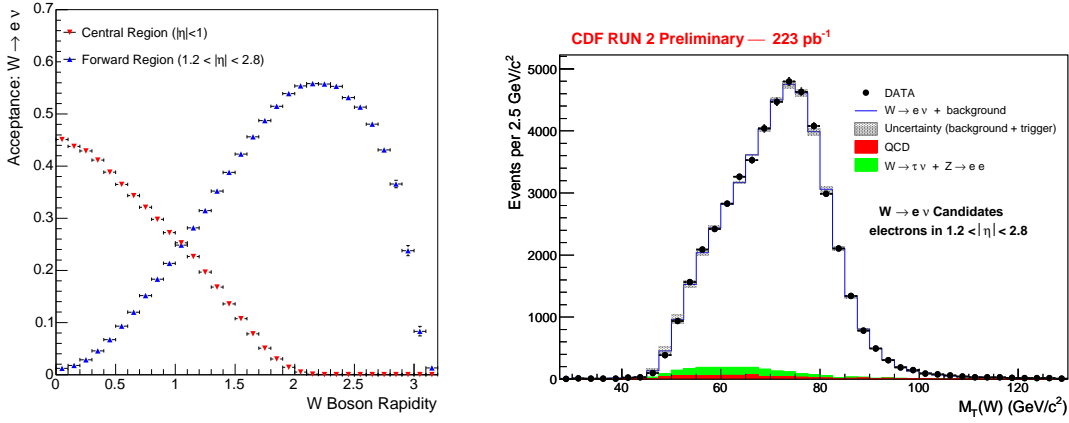 Acceptance: W → e ν
0.7
0.6
0.5
0.4
0.3
0.2
0.1
0
Central Region (|η|<1)
Forward Region (1.2 < |η| < 2.8)
0 0.5 1 1.5 2 2.5 3
W Boson Rapidity
CDF RUN 2 Preliminary — 223 pb⁻¹
Events per 2.5 GeV/c²
5000
4000
3000
2000
1000
0
DATA
W → e ν + background
Uncertainty (background + trigger)
QCD
W → τ ν + Z → e e
W → e ν Candidates
electrons in 1.2 < |η| < 2.8
40 60 80 100 120
M_T(W) (GeV/c²)